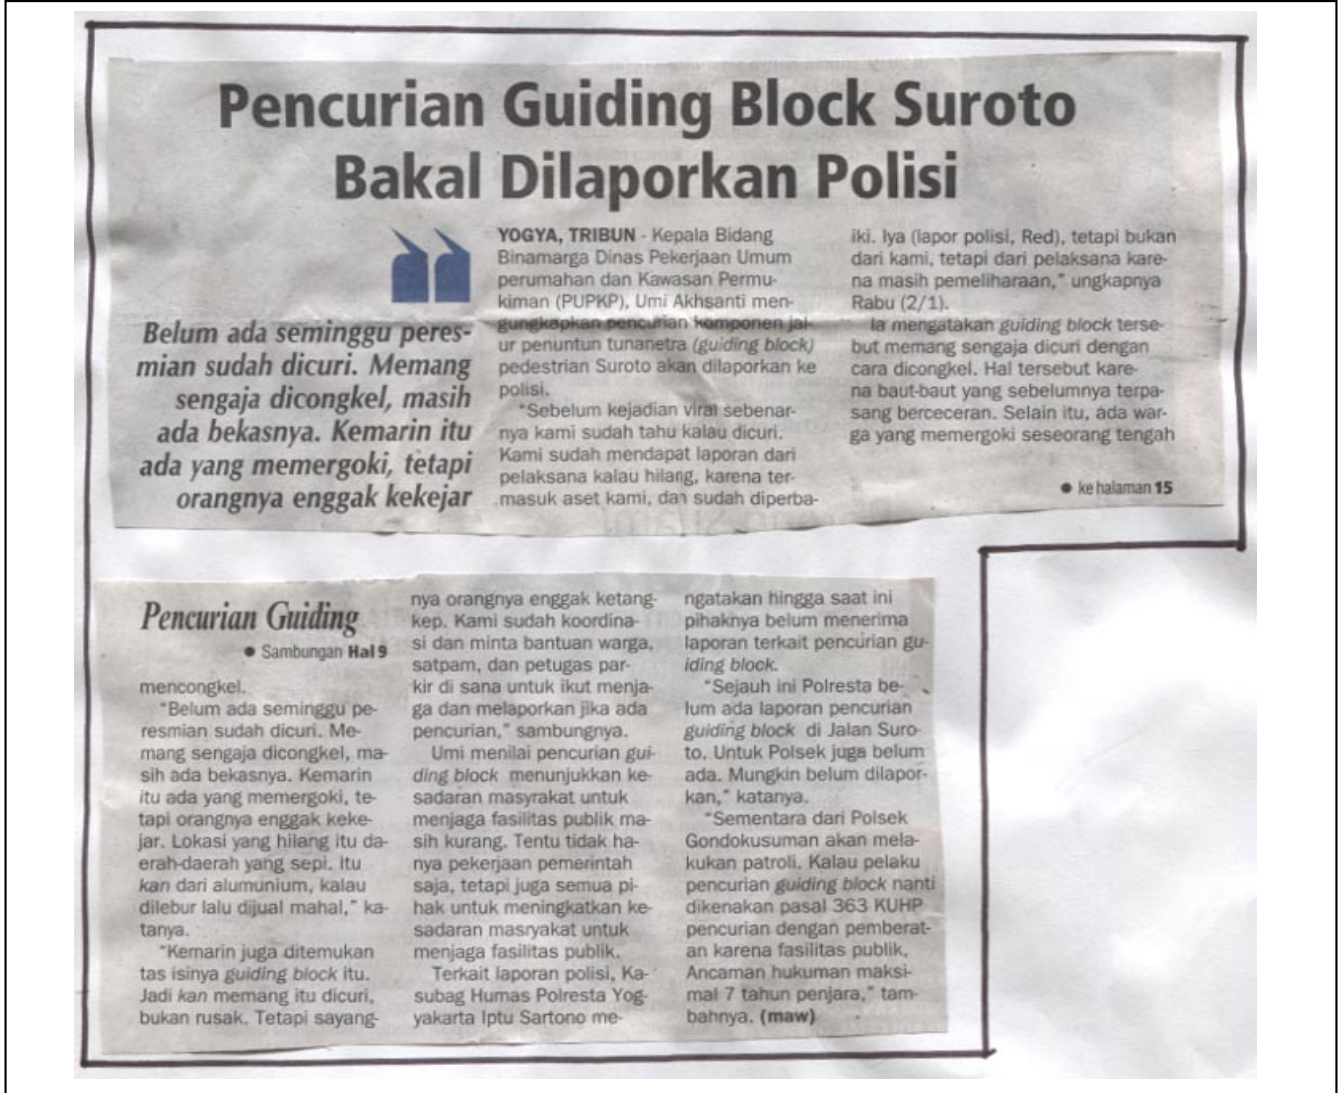 Pencurian Guiding Block Suroto
Bakal Dilaporkan Polisi
Belum ada seminggu peres-
mian sudah dicuri. Memang
sengaja dicongkel, masih
ada bekasnya. Kemarin itu
ada yang memergoki, tetapi
orangnya enggak kekejar
YOGYA, TRIBUN - Kepala Bidang
Binamarga Dinas Pekerjaan Umum
perumahan dan Kawasan Permu-
kiman (PUPKP), Umi Akhsanti men-
gungkapkan pencurian komponen jal-
ur penuntun tunanetra (guiding block)
pedestrian Suroto akan dilaporkan ke
polisi.
"Sebelum kejadian viral sebenar-
nya kami sudah tahu kalau dicuri.
Kami sudah mendapat laporan dari
pelaksana kalau hilang, karena ter-
masuk aset kami, dan sudah diperba-
iki. Iya (lapor polisi, Red), tetapi bukan
dari kami, tetapi dari pelaksana kare-
na masih pemeliharaan," ungkapnya
Rabu (2/1).
Ia mengatakan guiding block terse-
but memang sengaja dicuri dengan
cara dicongkel. Hal tersebut kare-
na baut-baut yang sebelumnya terpa-
sang berceceran. Selain itu, ada war-
ga yang memergoki seseorang tengah
● ke halaman 15
Pencurian Guiding
● Sambungan Hal 9
mencongkel.
"Belum ada seminggu pe-
resmian sudah dicuri. Me-
mang sengaja dicongkel, ma-
sih ada bekasnya. Kemarin
itu ada yang memergoki, te-
tapi orangnya enggak keke-
jar. Lokasi yang hilang itu da-
erah-daerah yang sepi. Itu
kan dari alumunium, kalau
dilebur lalu dijual mahal," ka-
tanya.
"Kemarin juga ditemukan
tas isinya guiding block itu.
Jadi kan memang itu dicuri,
bukan rusak. Tetapi sayang-
nya orangnya enggak ketang-
kep. Kami sudah koordina-
si dan minta bantuan warga,
satpam, dan petugas par-
kir di sana untuk ikut menja-
ga dan melaporkan jika ada
pencurian," sambungnya.
Umi menilai pencurian gui-
ding block menunjukkan ke-
sadaran masyrakat untuk
menjaga fasilitas publik ma-
sih kurang. Tentu tidak ha-
nya pekerjaan pemerintah
saja, tetapi juga semua pi-
hak untuk meningkatkan ke-
sadaran masryakat untuk
menjaga fasilitas publik.
Terkait laporan polisi, Ka-
subag Humas Polresta Yog-
yakarta Iptu Sartono me-
ngatakan hingga saat ini
pihaknya belum menerima
laporan terkait pencurian gu-
iding block.
"Sejauh ini Polresta be-
lum ada laporan pencurian
guiding block di Jalan Suro-
to. Untuk Polsek juga belum
ada. Mungkin belum dilapor-
kan," katanya.
"Sementara dari Polsek
Gondokusuman akan mela-
kukan patroli. Kalau pelaku
pencurian guiding block nanti
dikenakan pasal 363 KUHP
pencurian dengan pemberat-
an karena fasilitas publik,
Ancaman hukuman maksi-
mal 7 tahun penjara," tam-
bahnya. (maw)